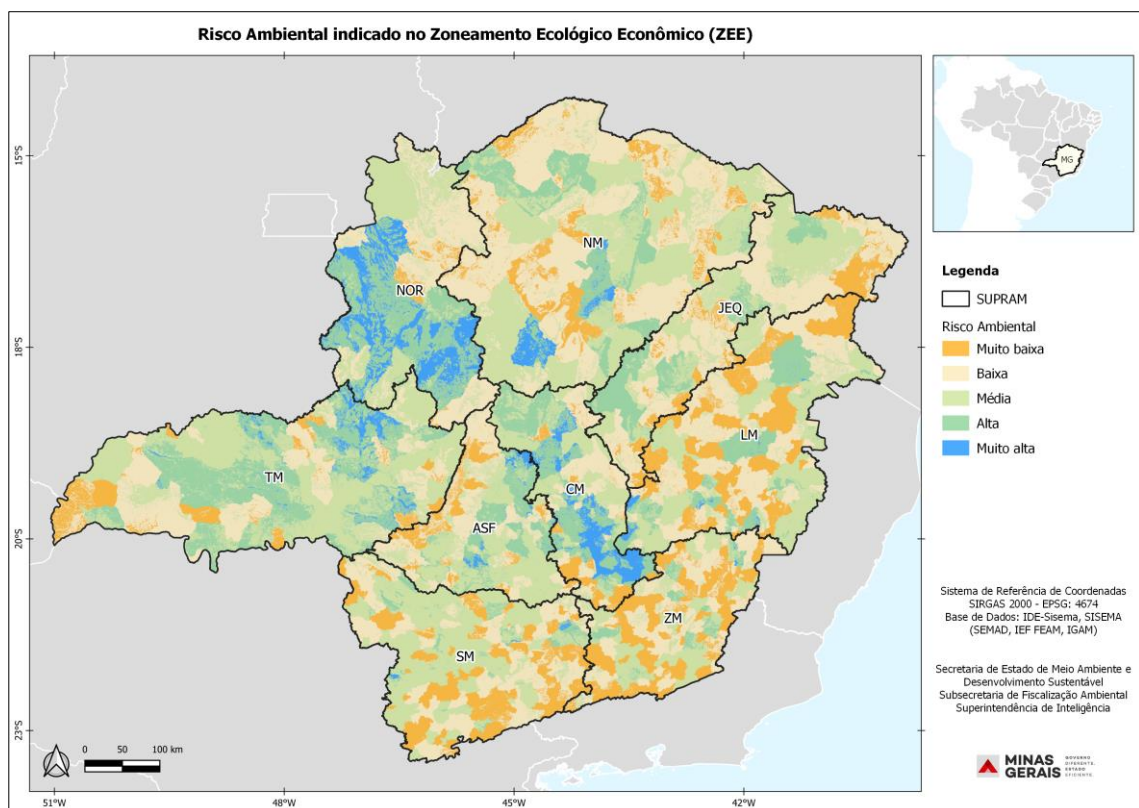 Risco Ambiental indicado no Zoneamento Ecológico Econômico (ZEE)
15°S
18°S
20°S
23°S
51°W
48°W
45°W
42°W
NOR
NM
JEQ
TM
LM
CM
ASF
ZM
SM
0 50 100 km
MG
Legenda
SUPRAM
Risco Ambiental
Muito baixa
Baixa
Média
Alta
Muito alta
Sistema de Referência de Coordenadas
SIRGAS 2000 - EPSG: 4674
Base de Dados: IDE-Sisema, SISEMA
(SEMAD, IEF FEAM, IGAM)
Secretaria de Estado de Meio Ambiente e
Desenvolvimento Sustentável
Subsecretaria de Fiscalização Ambiental
Superintendência de Inteligência
MINAS
GERAIS
GOVERNO
DIFERENTE.
ESTADO
EFICIENTE.